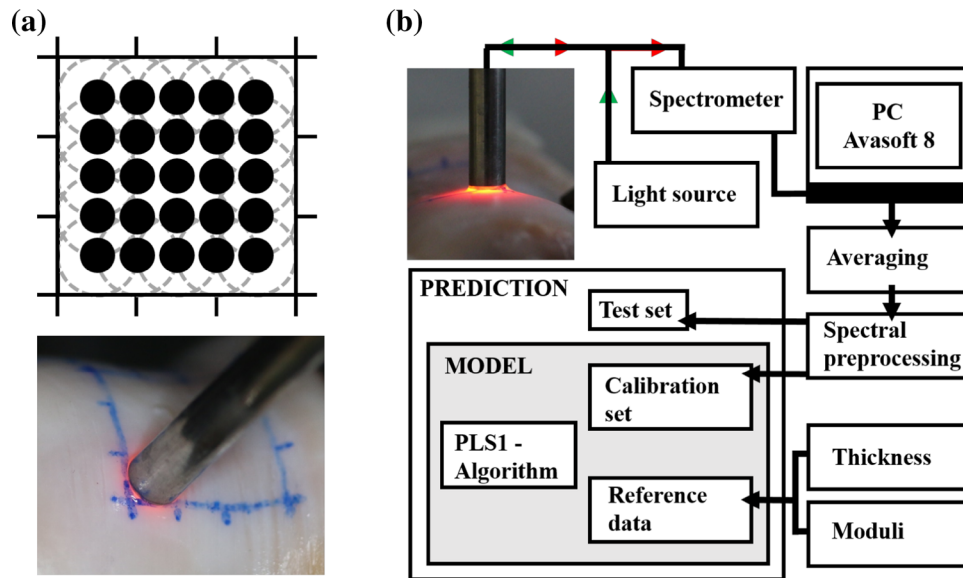 (a)
(b)
Spectrometer
PC
Avasoft 8
Light source
Averaging
PREDICTION
Test set
Spectral
preprocessing
MODEL
Calibration
set
PLS1 -
Algorithm
Thickness
Reference
data
Moduli